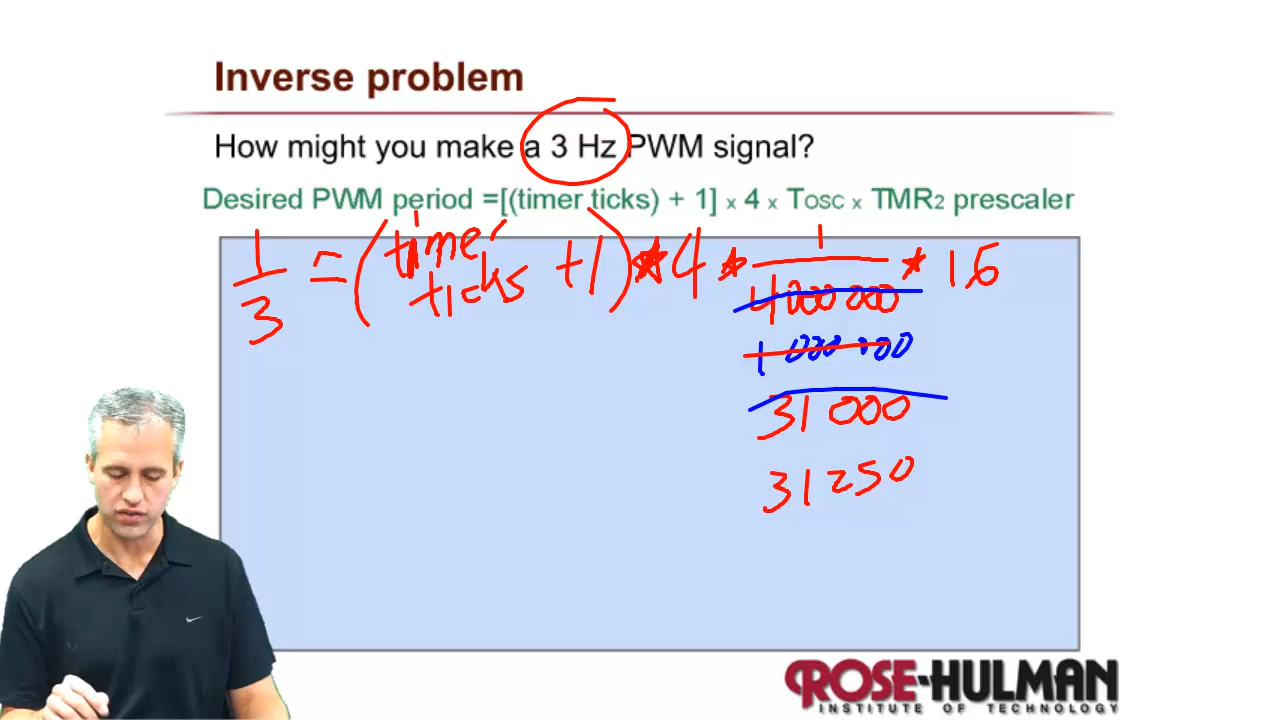 Inverse problem
How might you make a 3 Hz PWM signal?
Desired PWM period =[(timer ticks) + 1] x 4 x Tosc x TMR2 prescaler
1/3 = (timer ticks +1) * 4 * 1/4000000 * 16
1000000
31000
31250
ROSE-HULMAN
INSTITUTE OF TECHNOLOGY